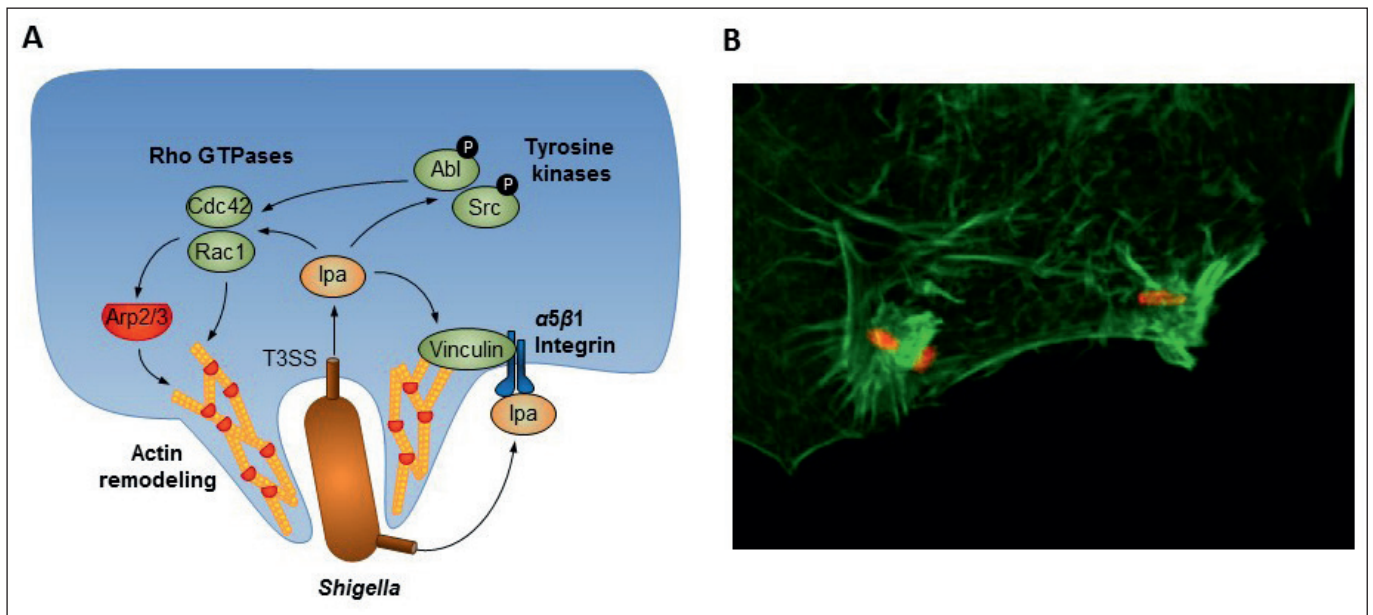 A
B
Rho GTPases
Tyrosine
kinases
Abl
P
Src
P
Cdc42
Rac1
Ipa
Arp2/3
T3SS
Vinculin
α5β1
Integrin
Ipa
Actin
remodeling
Shigella